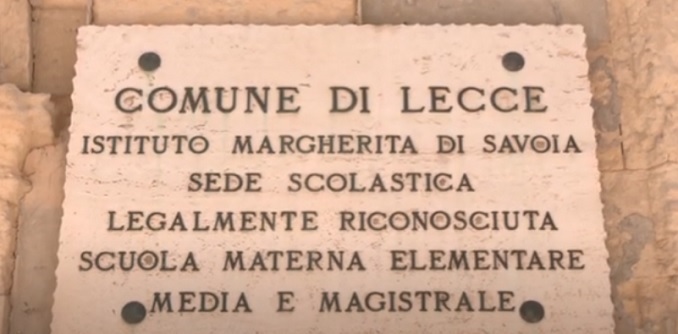 COMUNE DI LECCE
ISTITUTO MARGHERITA DI SAVOIA
SEDE SCOLASTICA
LEGALMENTE RICONOSCIUTA
SCUOLA MATERNA ELEMENTARE
MEDIA E MAGISTRALE